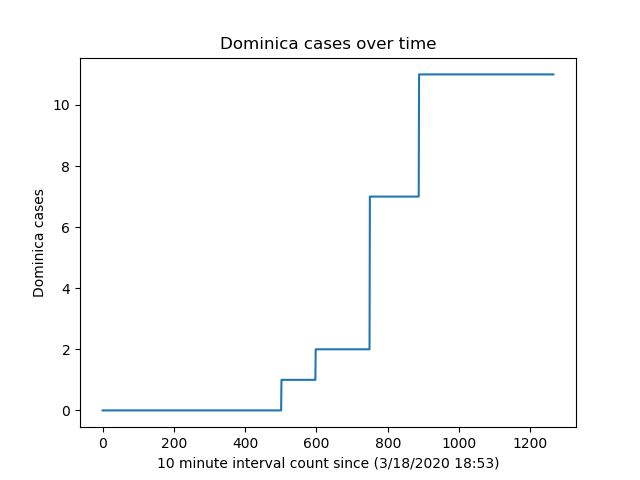 Dominica cases over time
Dominica cases
10
8
6
4
2
0
0 200 400 600 800 1000 1200
10 minute interval count since (3/18/2020 18:53)